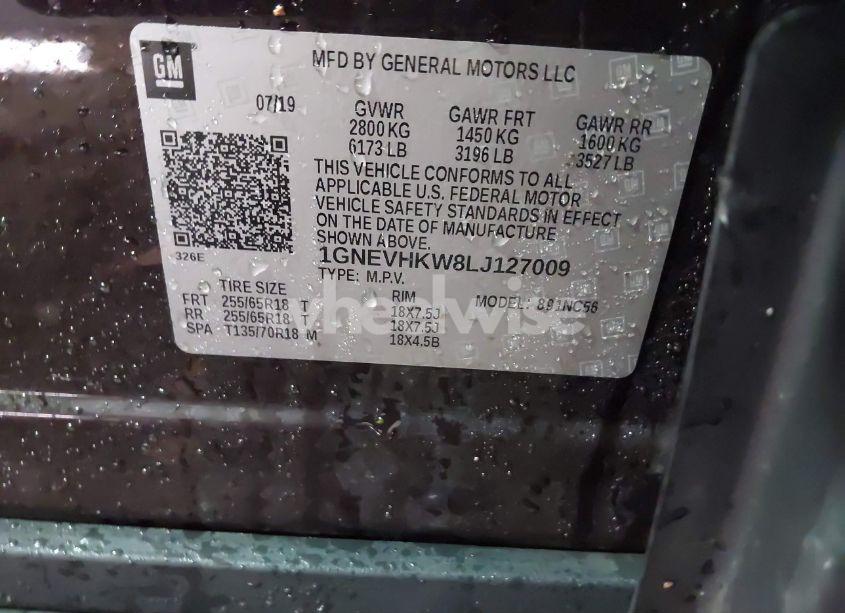 GM
MFD BY GENERAL MOTORS LLC
07/19 GVWR GAWR FRT GAWR RR
2800 KG 1450 KG 1600 KG
6173 LB 3196 LB 3527 LB
THIS VEHICLE CONFORMS TO ALL
APPLICABLE U.S. FEDERAL MOTOR
VEHICLE SAFETY STANDARDS IN EFFECT
ON THE DATE OF MANUFACTURE
SHOWN ABOVE.
326E
1GNEVHKW8LJ127009
TYPE: M.P.V.
TIRE SIZE RIM MODEL: 891NC56
FRT 255/65R18 T 18X7.5J
RR 255/65R18 T 18X7.5J
SPA T135/70R18 M 18X4.5B
wheelwise